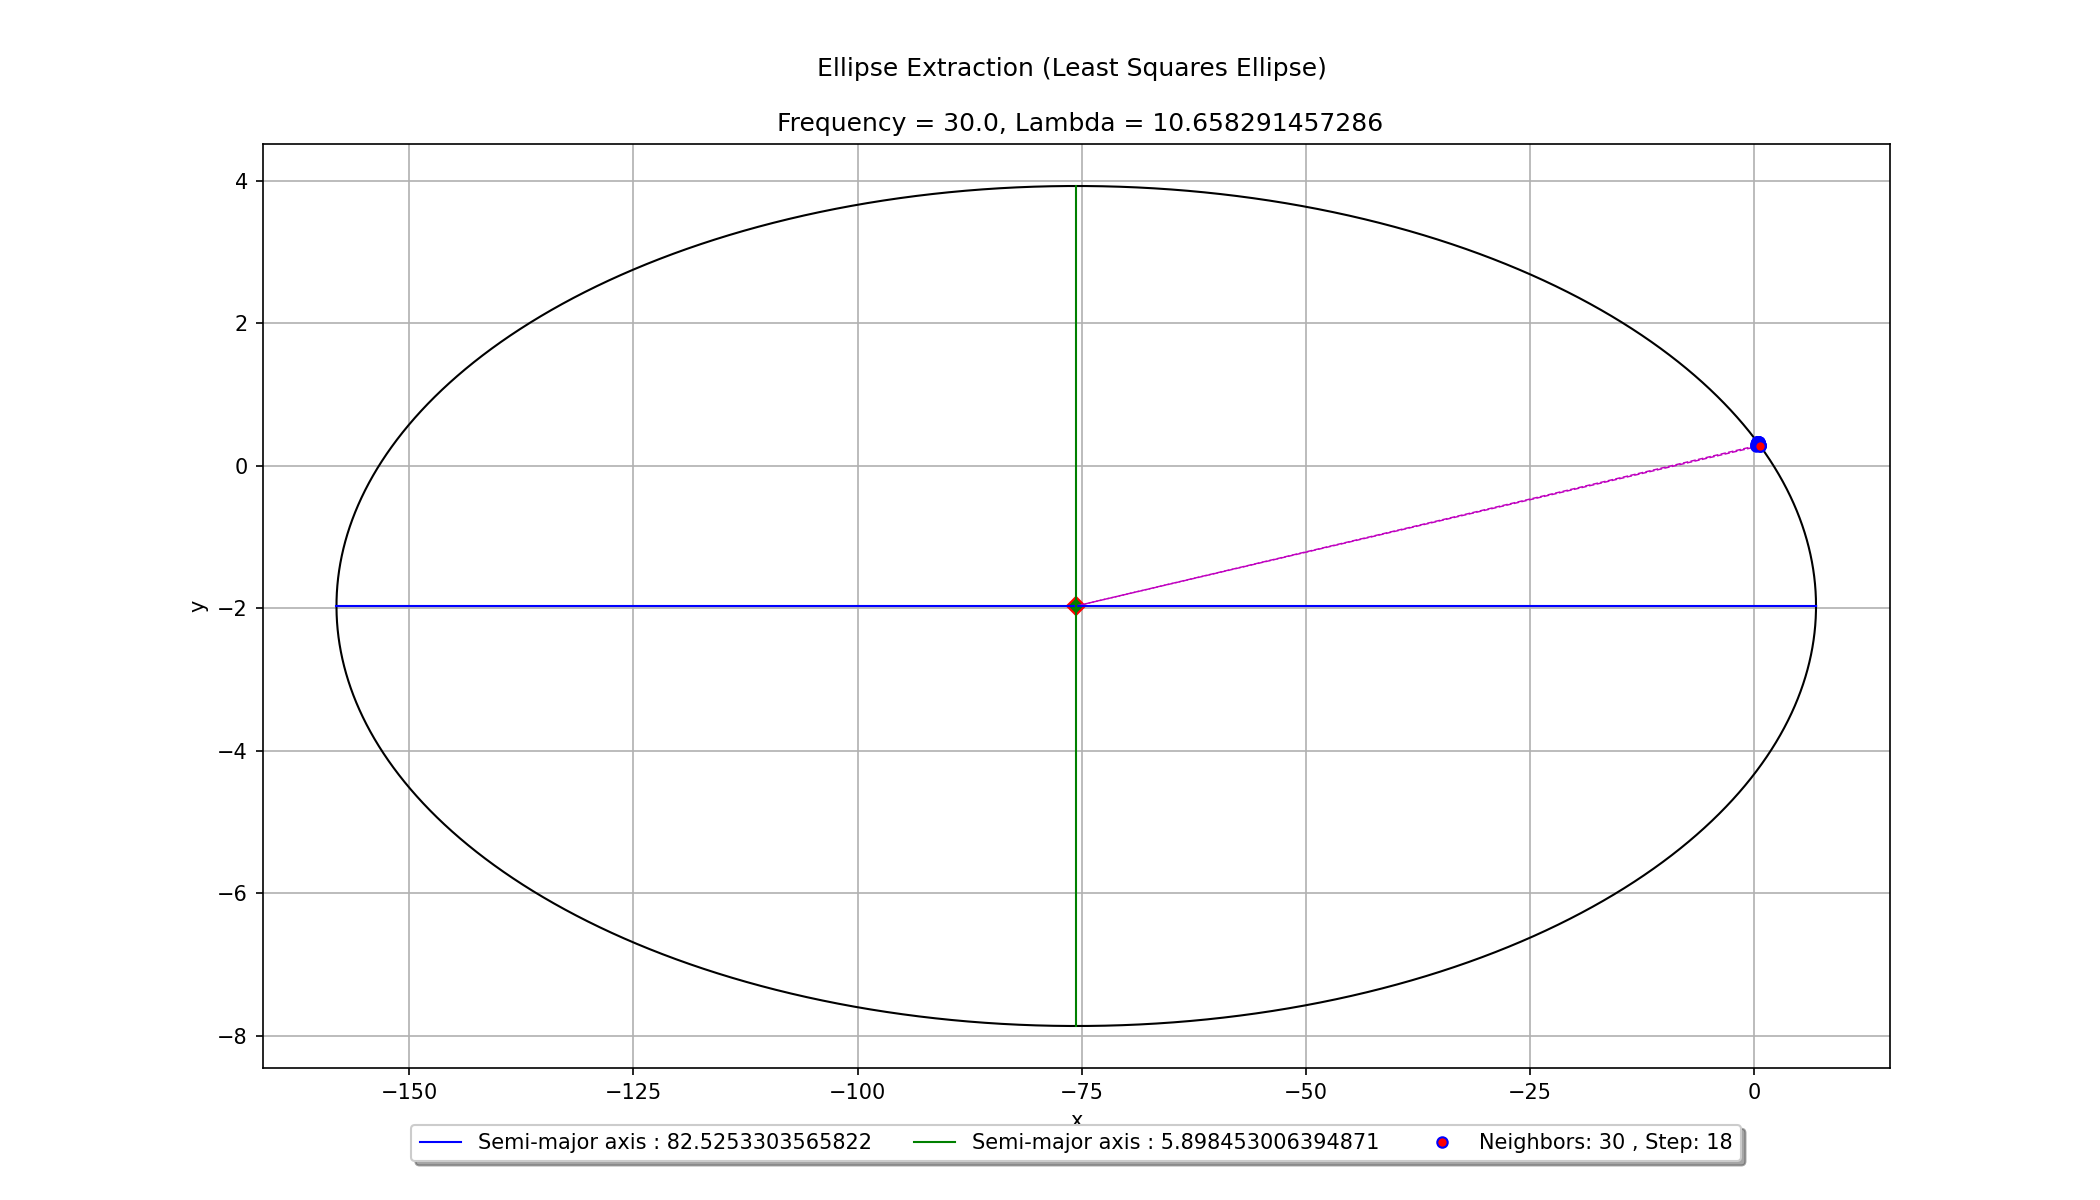 Ellipse Extraction (Least Squares Ellipse)
Frequency = 30.0, Lambda = 10.658291457286
4
2
0
−2
−4
−6
−8
y
−150 −125 −100 −75 −50 −25 0
x
Semi-major axis : 82.5253303565822 Semi-major axis : 5.898453006394871 Neighbors: 30 , Step: 18